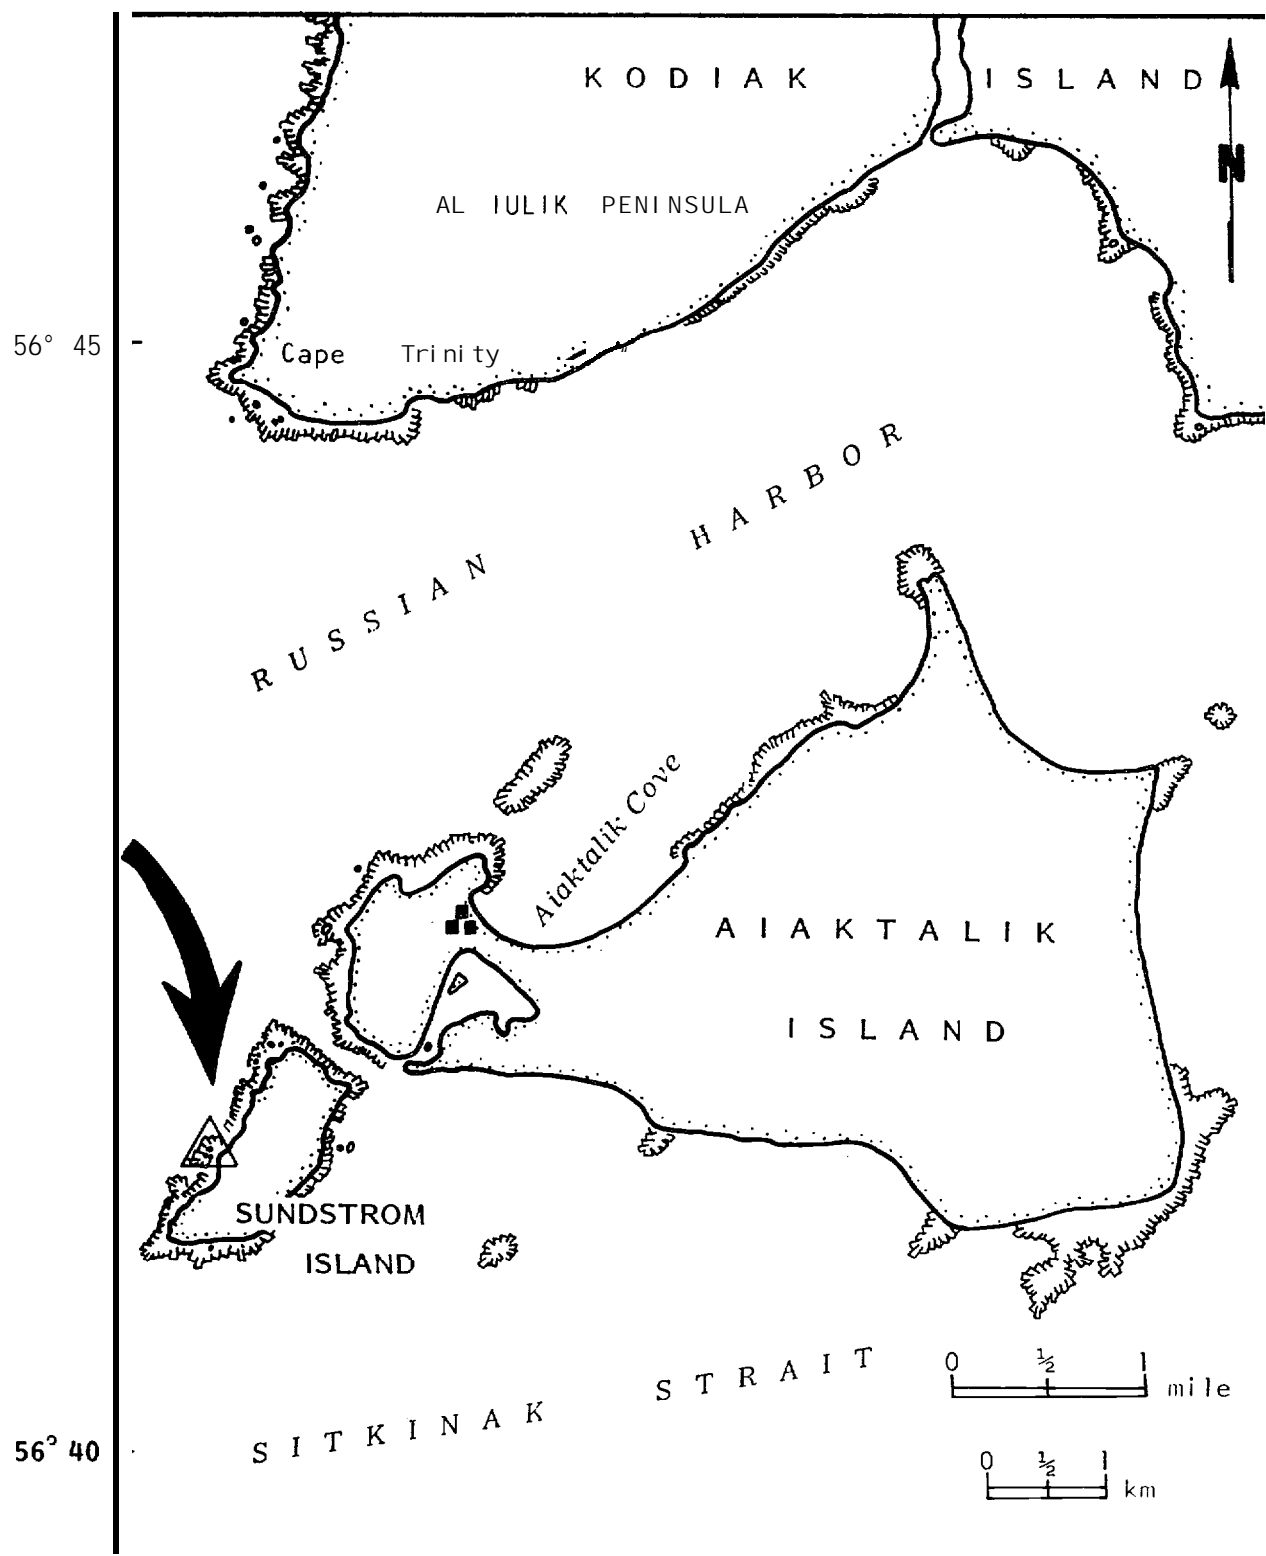 KODIAK ISLAND
N
AL IULIK PENINSULA
56° 45
Cape Trinity
RUSSIAN HARBOR
Aiaktalik Cove
AIAKTALIK
ISLAND
SUNDSTROM
ISLAND
SITKINAK STRAIT
0 ½ 1
mile
56° 40
0 ½ 1
km